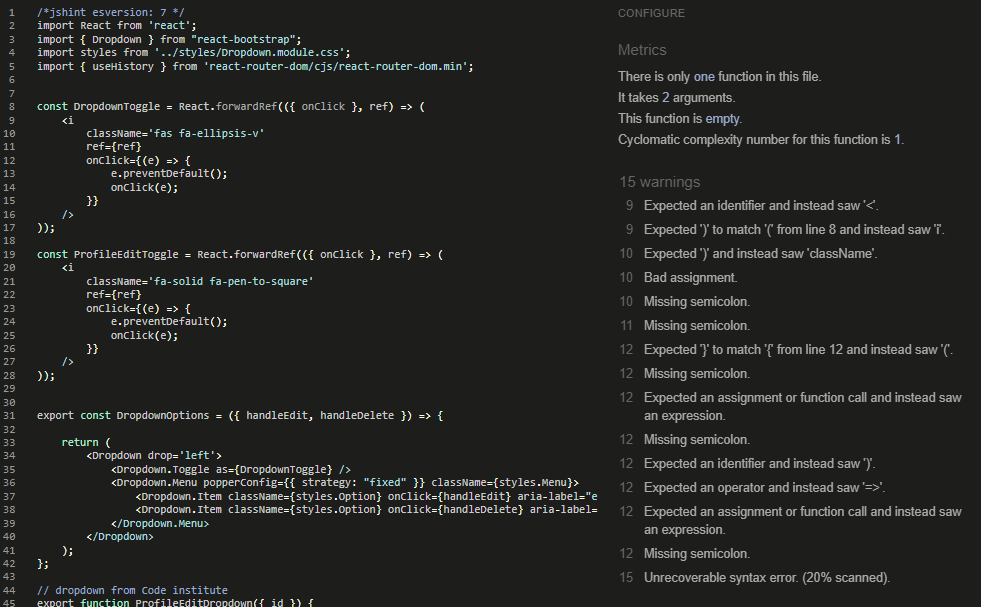 1 /*jshint esversion: 7 */
2 import React from 'react';
3 import { Dropdown } from "react-bootstrap";
4 import styles from '../styles/Dropdown.module.css';
5 import { useHistory } from 'react-router-dom/cjs/react-router-dom.min';
6
7
8 const DropdownToggle = React.forwardRef(({ onClick }, ref) => (
9     <i
10         className='fas fa-ellipsis-v'
11         ref={ref}
12         onClick={(e) => {
13             e.preventDefault();
14             onClick(e);
15         }}
16     />
17 ));
18
19 const ProfileEditToggle = React.forwardRef(({ onClick }, ref) => (
20     <i
21         className='fa-solid fa-pen-to-square'
22         ref={ref}
23         onClick={(e) => {
24             e.preventDefault();
25             onClick(e);
26         }}
27     />
28 ));
29
30
31 export const DropdownOptions = ({ handleEdit, handleDelete }) => {
32
33     return (
34         <Dropdown drop='left'>
35             <Dropdown.Toggle as={DropdownToggle} />
36             <Dropdown.Menu popperConfig={{ strategy: "fixed" }} className={styles.Menu}>
37                 <Dropdown.Item className={styles.Option} onClick={handleEdit} aria-label="e
38                 <Dropdown.Item className={styles.Option} onClick={handleDelete} aria-label=
39             </Dropdown.Menu>
40         </Dropdown>
41     );
42 };
43
44 // dropdown from Code institute
45 export function ProfileEditDropdown({ id }) {
CONFIGURE
Metrics
There is only one function in this file.
It takes 2 arguments.
This function is empty.
Cyclomatic complexity number for this function is 1.
15 warnings
9 Expected an identifier and instead saw '<'.
9 Expected ')' to match '(' from line 8 and instead saw 'i'.
10 Expected ')' and instead saw 'className'.
10 Bad assignment.
10 Missing semicolon.
11 Missing semicolon.
12 Expected '}' to match '{' from line 12 and instead saw '('.
12 Missing semicolon.
12 Expected an assignment or function call and instead saw
an expression.
12 Missing semicolon.
12 Expected an identifier and instead saw ')'.
12 Expected an operator and instead saw '=>'.
12 Expected an assignment or function call and instead saw
an expression.
12 Missing semicolon.
15 Unrecoverable syntax error. (20% scanned).